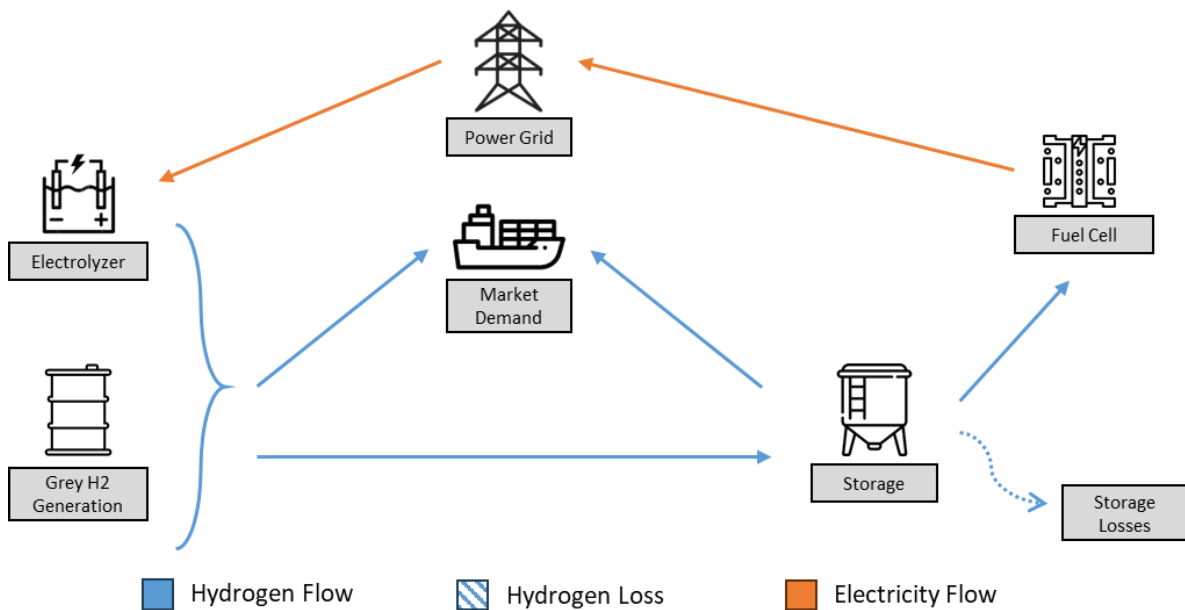 Power Grid
Electrolyzer
Market
Demand
Fuel Cell
Grey H2
Generation
Storage
Storage
Losses
Hydrogen Flow
Hydrogen Loss
Electricity Flow